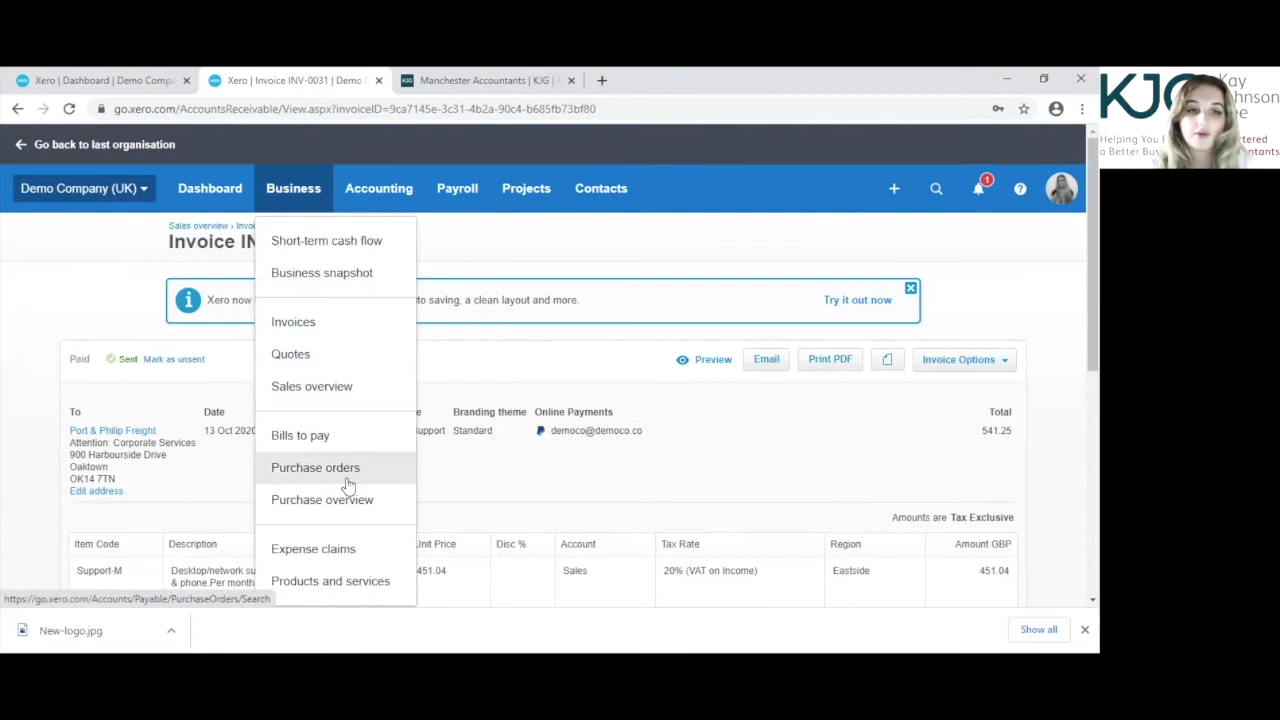 Xero | Dashboard | Demo Comp
Xero | Invoice INV-0031 | Demo
Manchester Accountants | KJG |
go.xero.com/AccountsReceivable/View.aspx?invoiceID=9ca7145e-3c31-4b2a-90c4-b685fb73bf80
KJG
Kay
Johnson
Helping You
a Better
Go back to last organisation
Demo Company (UK)
Dashboard
Business
Accounting
Payroll
Projects
Contacts
1
Sales overview › Invoi
Invoice IN
Short-term cash flow
Business snapshot
Invoices
Quotes
Sales overview
Bills to pay
Purchase orders
Purchase overview
Expense claims
Products and services
Xero now
to saving, a clean layout and more.
Try it out now
Paid
Sent Mark as unsent
Preview
Email
Print PDF
Invoice Options
To
Date
Branding theme
Online Payments
Total
Port & Philip Freight
13 Oct 2020
Support
Standard
democo@democo.co
541.25
Attention: Corporate Services
900 Harbourside Drive
Oaktown
OK14 7TN
Edit address
Amounts are Tax Exclusive
Item Code
Description
Unit Price
Disc %
Account
Tax Rate
Region
Amount GBP
Support-M
Desktop/network su
& phone.Per month
451.04
Sales
20% (VAT on Income)
Eastside
451.04
https://go.xero.com/Accounts/Payable/PurchaseOrders/Search
New-logo.jpg
Show all